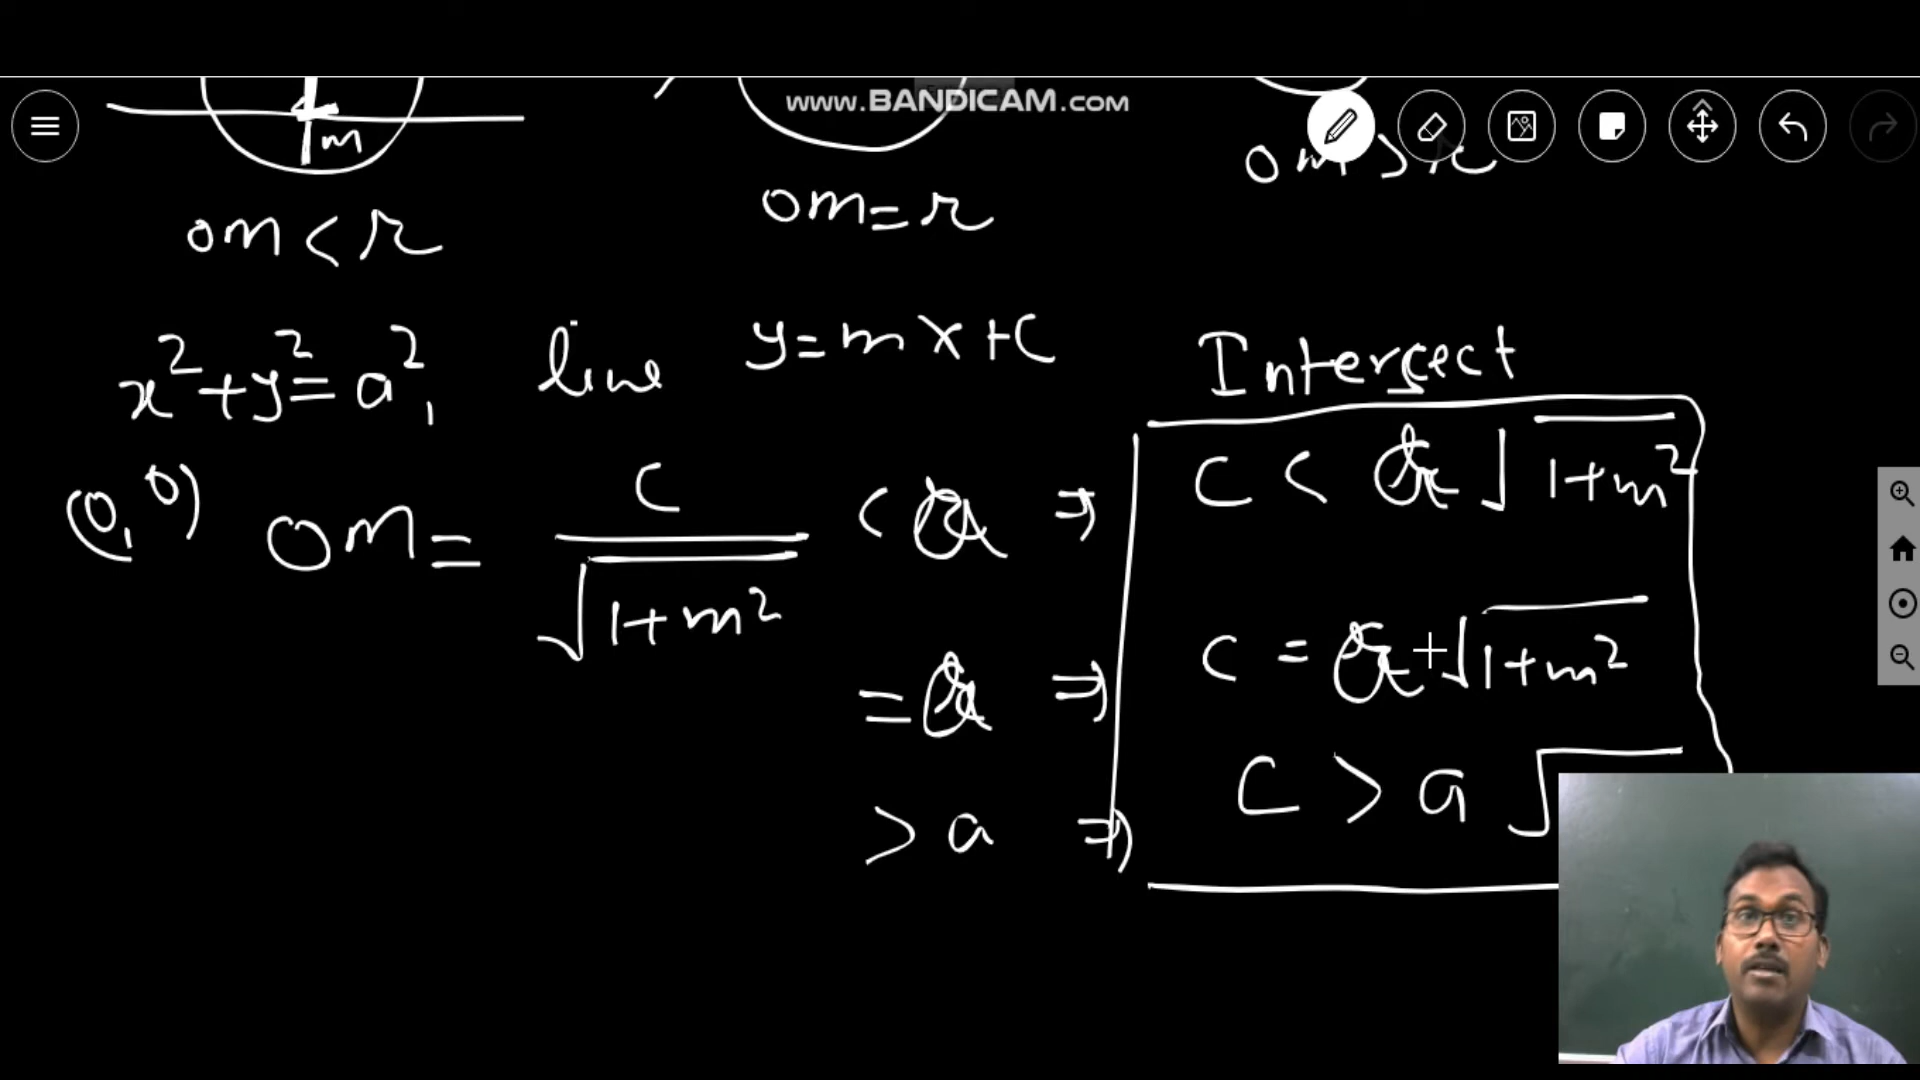 www.BANDICAM.com
m
om > r
om = r
om < r
x²+y²=a², line y=mx+c
Intersect
(0,0) om = c/√1+m² < a ⇒ c < a √1+m²
= a ⇒ c = a √1+m²
> a ⇒ c > a √